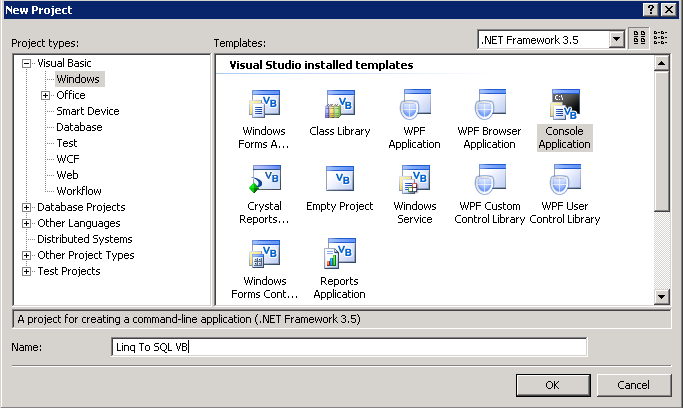 New Project
Project types:
Templates:
.NET Framework 3.5
Visual Basic
Windows
Office
Smart Device
Database
Test
WCF
Web
Workflow
Database Projects
Other Languages
Distributed Systems
Other Project Types
Test Projects
Visual Studio installed templates
Windows Forms A...
Class Library
WPF Application
WPF Browser Application
Console Application
Crystal Reports...
Empty Project
Windows Service
WPF Custom Control Library
WPF User Control Library
Windows Forms Cont...
Reports Application
A project for creating a command-line application (.NET Framework 3.5)
Name:
Linq To SQL VB
OK
Cancel